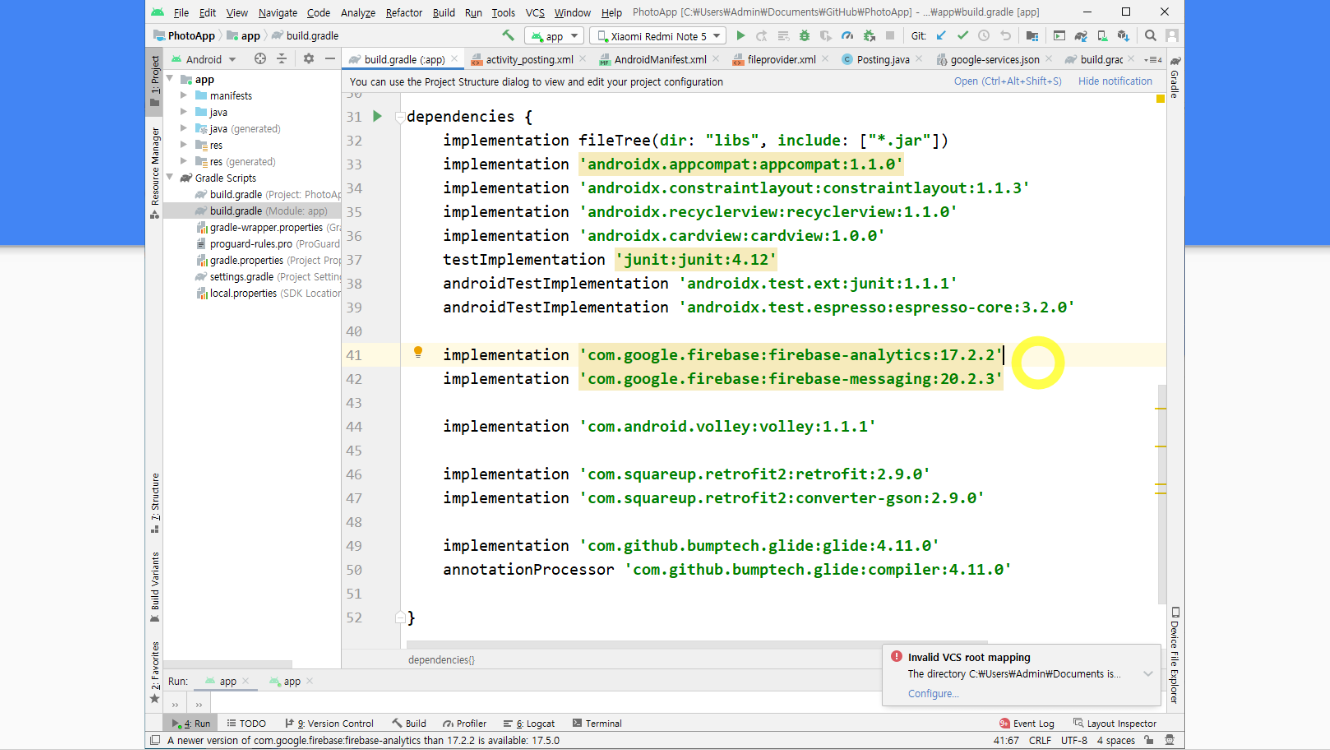 File Edit View Navigate Code Analyze Refactor Build Run Tools VCS Window Help PhotoApp [C:₩Users₩Admin₩Documents₩GitHub₩PhotoApp] - ...₩app₩build.gradle [app]
PhotoApp app build.gradle app Xiaomi Redmi Note 5 Git:
Android
build.gradle (:app) activity_posting.xml AndroidManifest.xml fileprovider.xml Posting.java google-services.json build.grac 4
You can use the Project Structure dialog to view and edit your project configuration Open (Ctrl+Alt+Shift+S) Hide notification
1: Project
Resource Manager
7: Structure
Build Variants
2: Favorites
app
manifests
java
java (generated)
res
res (generated)
Gradle Scripts
build.gradle (Project: PhotoAp
build.gradle (Module: app)
gradle-wrapper.properties (Gra
proguard-rules.pro (ProGuard
gradle.properties (Project Prop
settings.gradle (Project Setting
local.properties (SDK Location
30
31 dependencies {
32 implementation fileTree(dir: "libs", include: ["*.jar"])
33 implementation 'androidx.appcompat:appcompat:1.1.0'
34 implementation 'androidx.constraintlayout:constraintlayout:1.1.3'
35 implementation 'androidx.recyclerview:recyclerview:1.1.0'
36 implementation 'androidx.cardview:cardview:1.0.0'
37 testImplementation 'junit:junit:4.12'
38 androidTestImplementation 'androidx.test.ext:junit:1.1.1'
39 androidTestImplementation 'androidx.test.espresso:espresso-core:3.2.0'
40
41 implementation 'com.google.firebase:firebase-analytics:17.2.2'
42 implementation 'com.google.firebase:firebase-messaging:20.2.3'
43
44 implementation 'com.android.volley:volley:1.1.1'
45
46 implementation 'com.squareup.retrofit2:retrofit:2.9.0'
47 implementation 'com.squareup.retrofit2:converter-gson:2.9.0'
48
49 implementation 'com.github.bumptech.glide:glide:4.11.0'
50 annotationProcessor 'com.github.bumptech.glide:compiler:4.11.0'
51
52 }
dependencies{}
Gradle
Device File Explorer
Invalid VCS root mapping
The directory C:₩Users₩Admin₩Documents is...
Configure...
Run: app app
4: Run TODO 9: Version Control Build Profiler 6: Logcat Terminal Event Log Layout Inspector
A newer version of com.google.firebase:firebase-analytics than 17.2.2 is available: 17.5.0 41:67 CRLF UTF-8 4 spaces